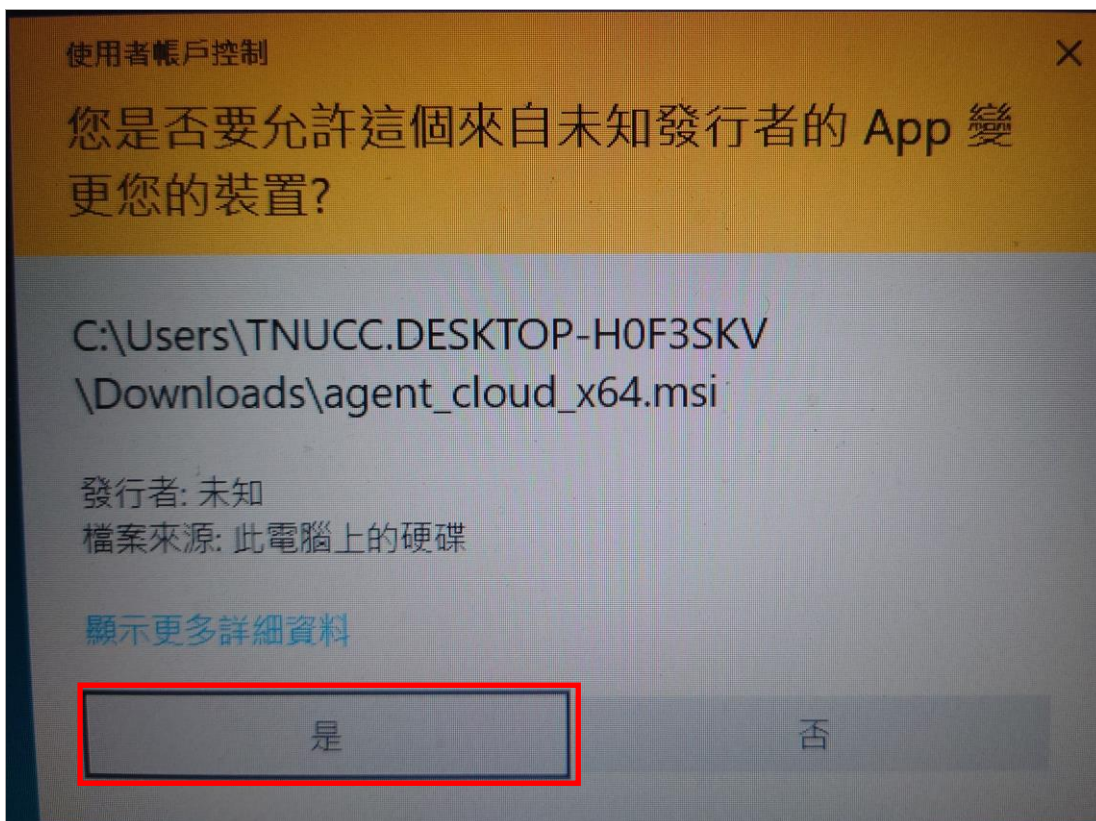 使用者帳戶控制
您是否要允許這個來自未知發行者的 App 變
更您的裝置?
C:\Users\TNUCC.DESKTOP-H0F3SKV
\Downloads\agent_cloud_x64.msi
發行者: 未知
檔案來源: 此電腦上的硬碟
顯示更多詳細資料
是
否